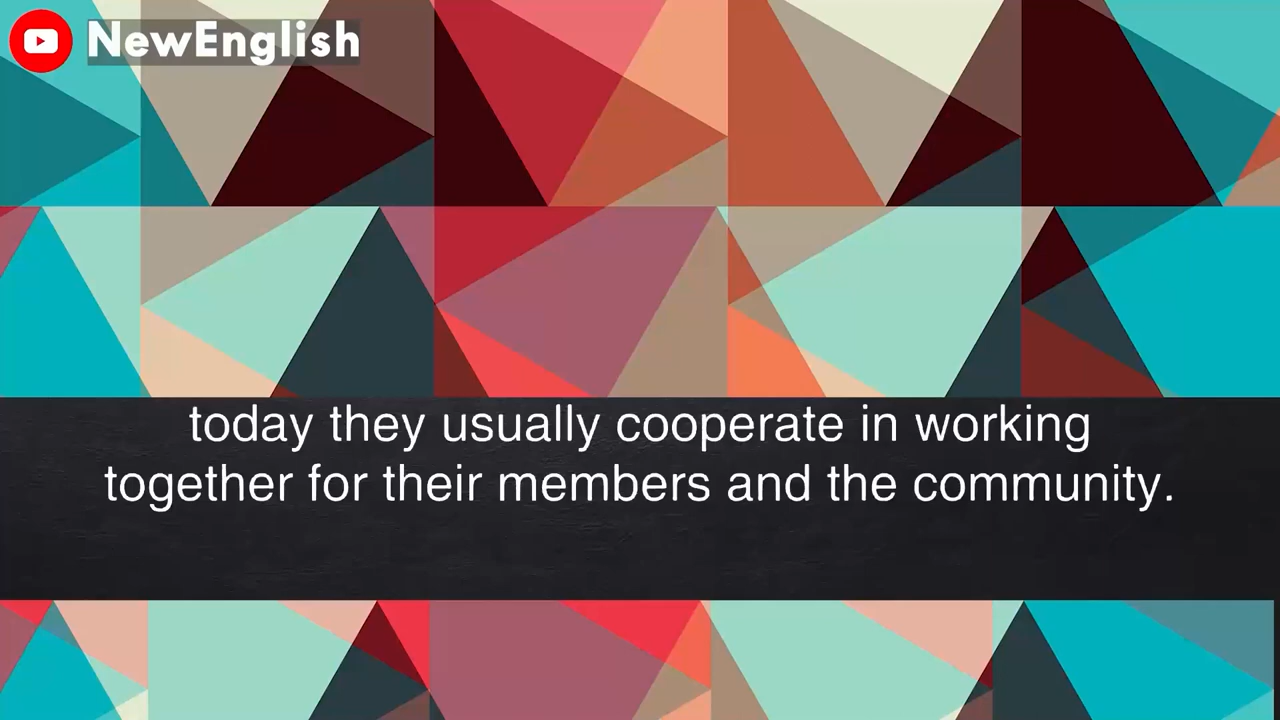 NewEnglish
today they usually cooperate in working
together for their members and the community.